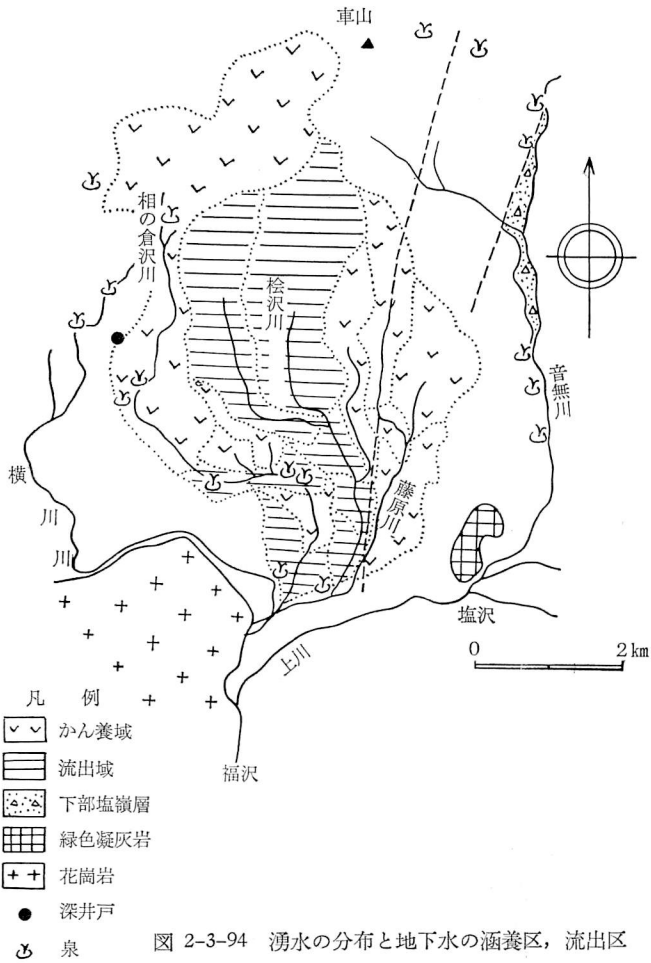 車山
相の倉沢川
桧沢川
音無川
横川川
藤原川
塩沢
上川
0 2km
福沢
凡 例
かん養域
流出域
下部塩嶺層
緑色凝灰岩
花崗岩
深井戸
泉
図 2-3-94 湧水の分布と地下水の涵養区，流出区